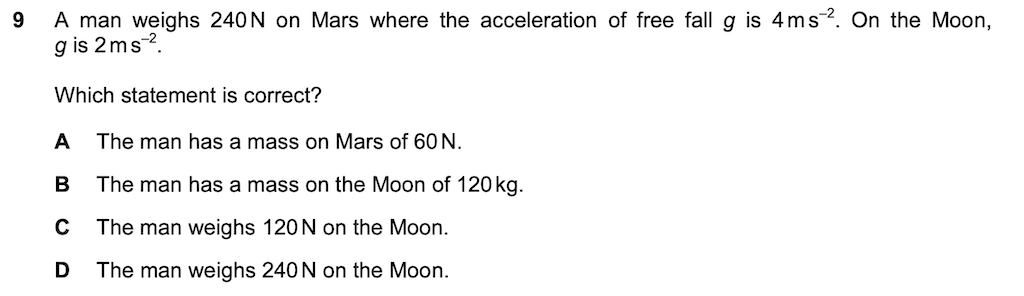 9 A man weighs 240 N on Mars where the acceleration of free fall g is 4 m s⁻². On the Moon,
g is 2 m s⁻².
Which statement is correct?
A The man has a mass on Mars of 60 N.
B The man has a mass on the Moon of 120 kg.
C The man weighs 120 N on the Moon.
D The man weighs 240 N on the Moon.